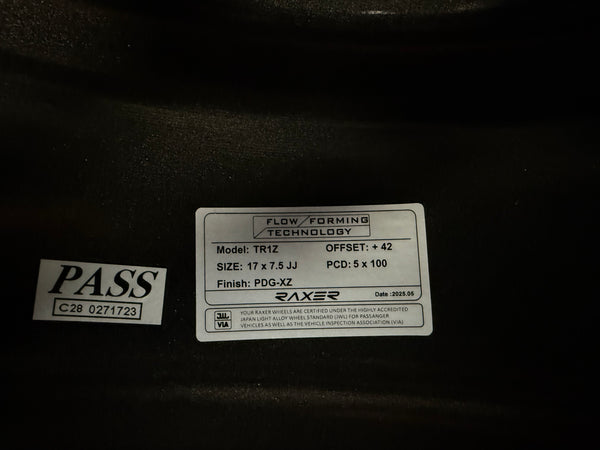 FLOW FORMING
TECHNOLOGY
Model: TR1Z OFFSET: + 42
SIZE: 17 x 7.5 JJ PCD: 5 x 100
Finish: PDG-XZ
RAXER Date :2025.05
JWL
VIA
YOUR RAXER WHEELS ARE CERTIFIED UNDER THE HIGHLY ACCREDITED
JAPAN LIGHT ALLOY WHEEL STANDARD (JWL) FOR PASSANGER
VEHICLES AS WELL AS THE VEHICLE INSPECTION ASSOCIATION (VIA)
PASS
C28 0271723